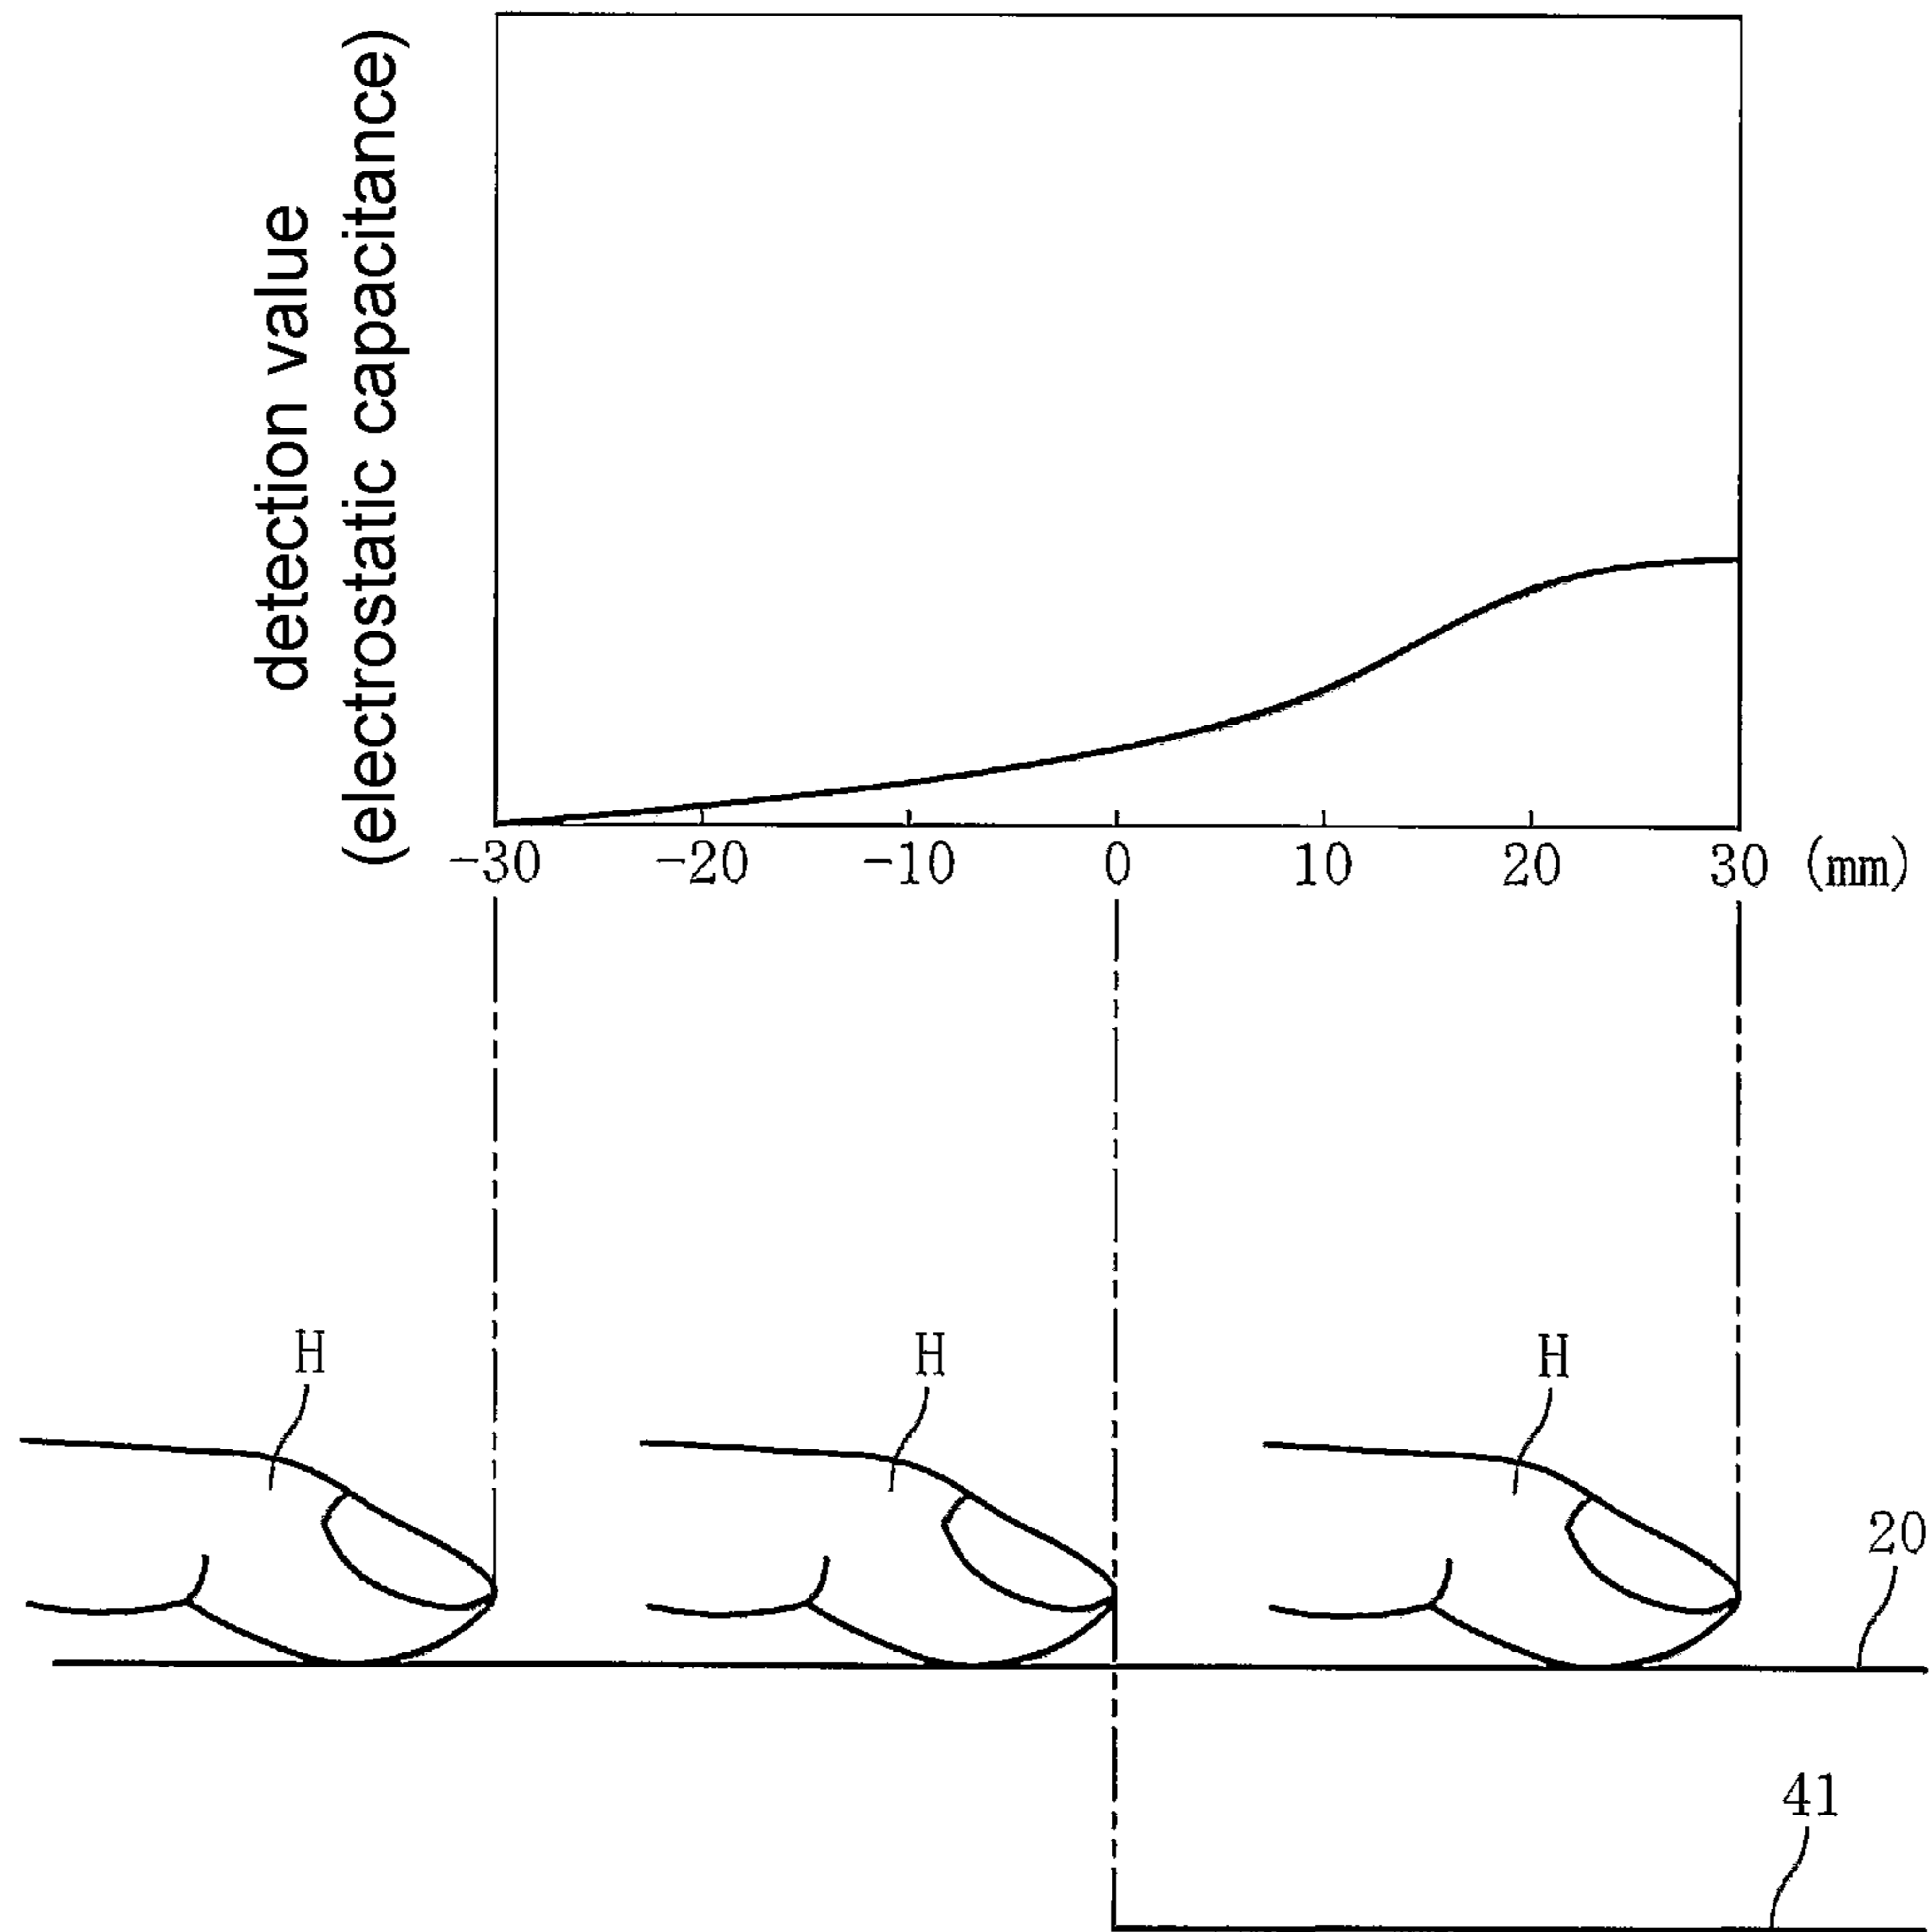 detection value
(electrostatic capacitance)
-30 -20 -10 0 10 20 30 (mm)
H H H
20
41